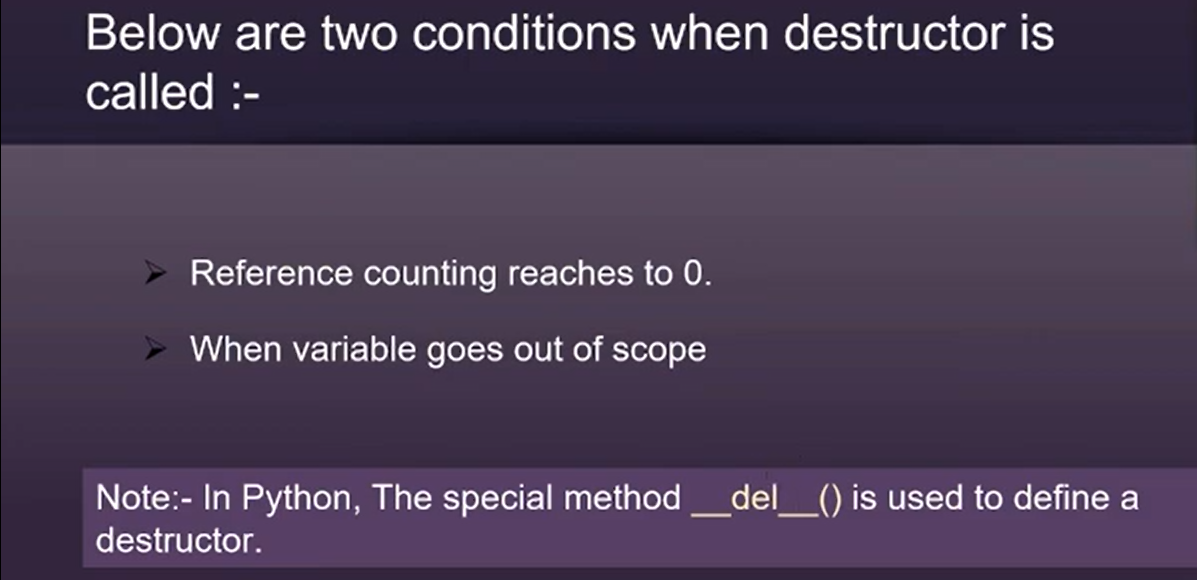 Below are two conditions when destructor is
called :-
➢ Reference counting reaches to 0.
➢ When variable goes out of scope
Note:- In Python, The special method __del__() is used to define a
destructor.